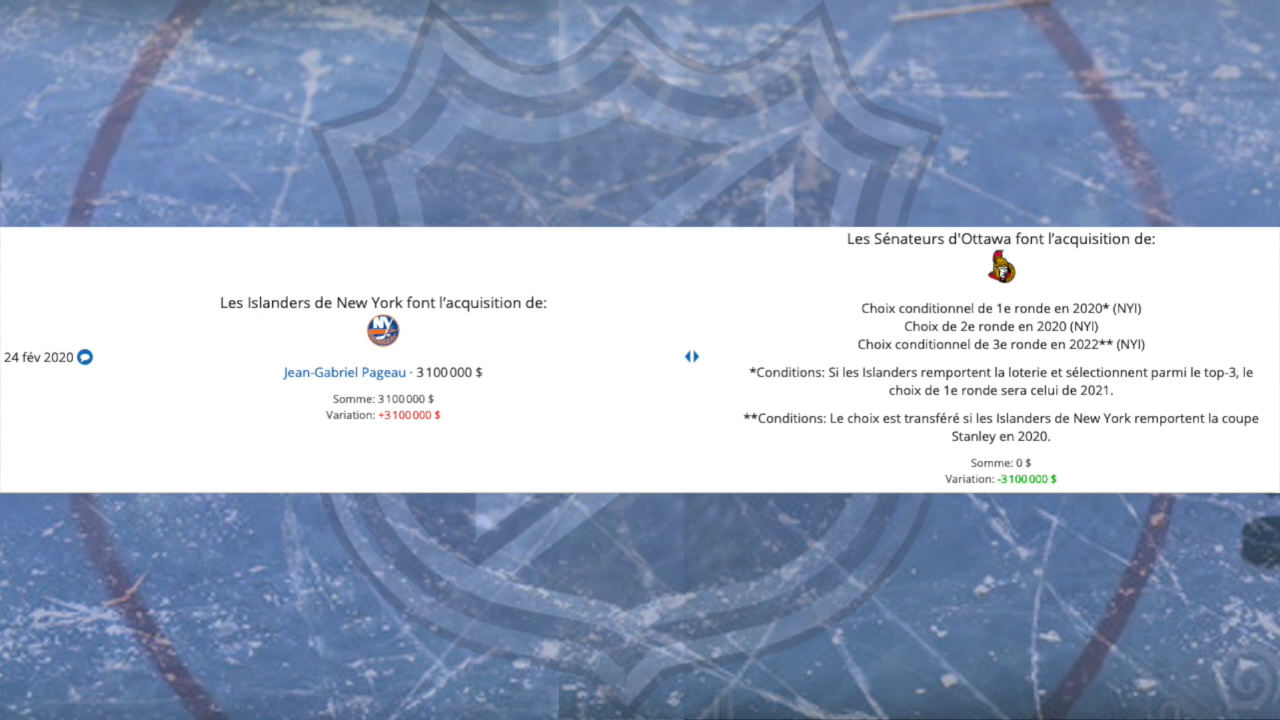 24 fév 2020
Les Islanders de New York font l’acquisition de:
NY
Jean-Gabriel Pageau · 3 100 000 $
Somme: 3 100 000 $
Variation: +3 100 000 $
Les Sénateurs d'Ottawa font l’acquisition de:
Choix conditionnel de 1e ronde en 2020* (NYI)
Choix de 2e ronde en 2020 (NYI)
Choix conditionnel de 3e ronde en 2022** (NYI)
*Conditions: Si les Islanders remportent la loterie et sélectionnent parmi le top-3, le
choix de 1e ronde sera celui de 2021.
**Conditions: Le choix est transféré si les Islanders de New York remportent la coupe
Stanley en 2020.
Somme: 0 $
Variation: -3 100 000 $